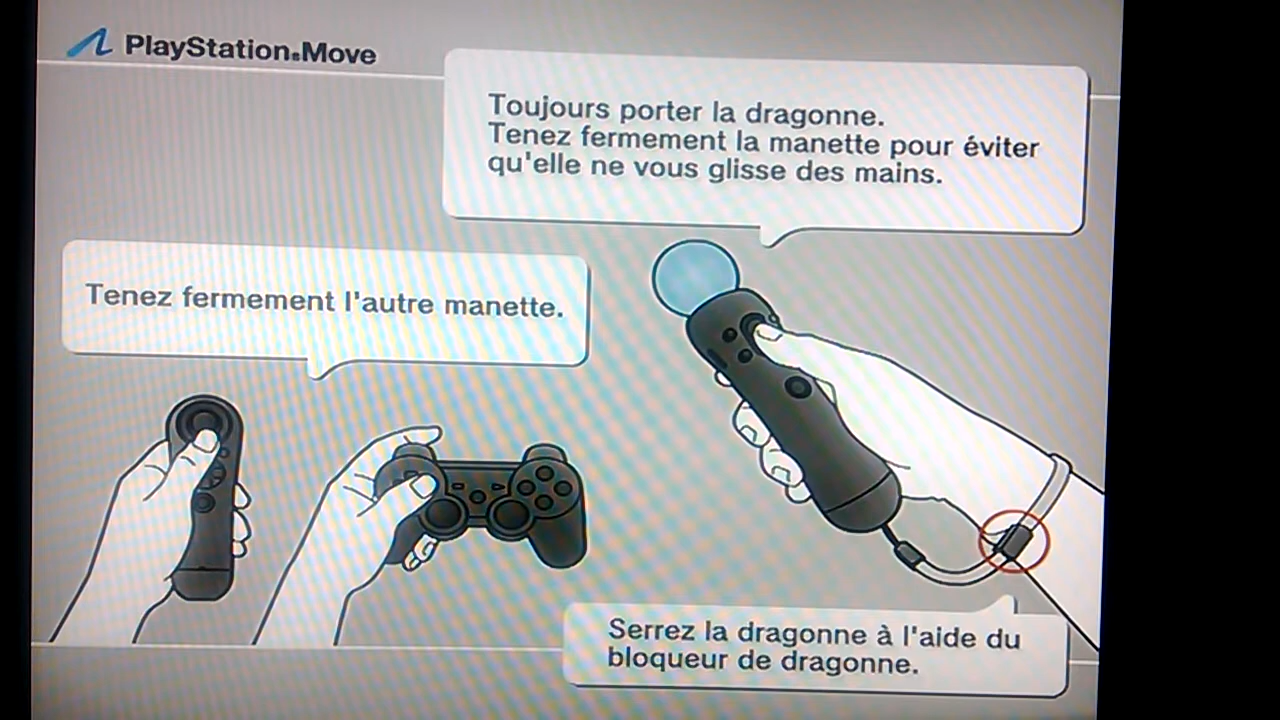 PlayStation®Move
Toujours porter la dragonne.
Tenez fermement la manette pour éviter
qu'elle ne vous glisse des mains.
Tenez fermement l'autre manette.
Serrez la dragonne à l'aide du
bloqueur de dragonne.